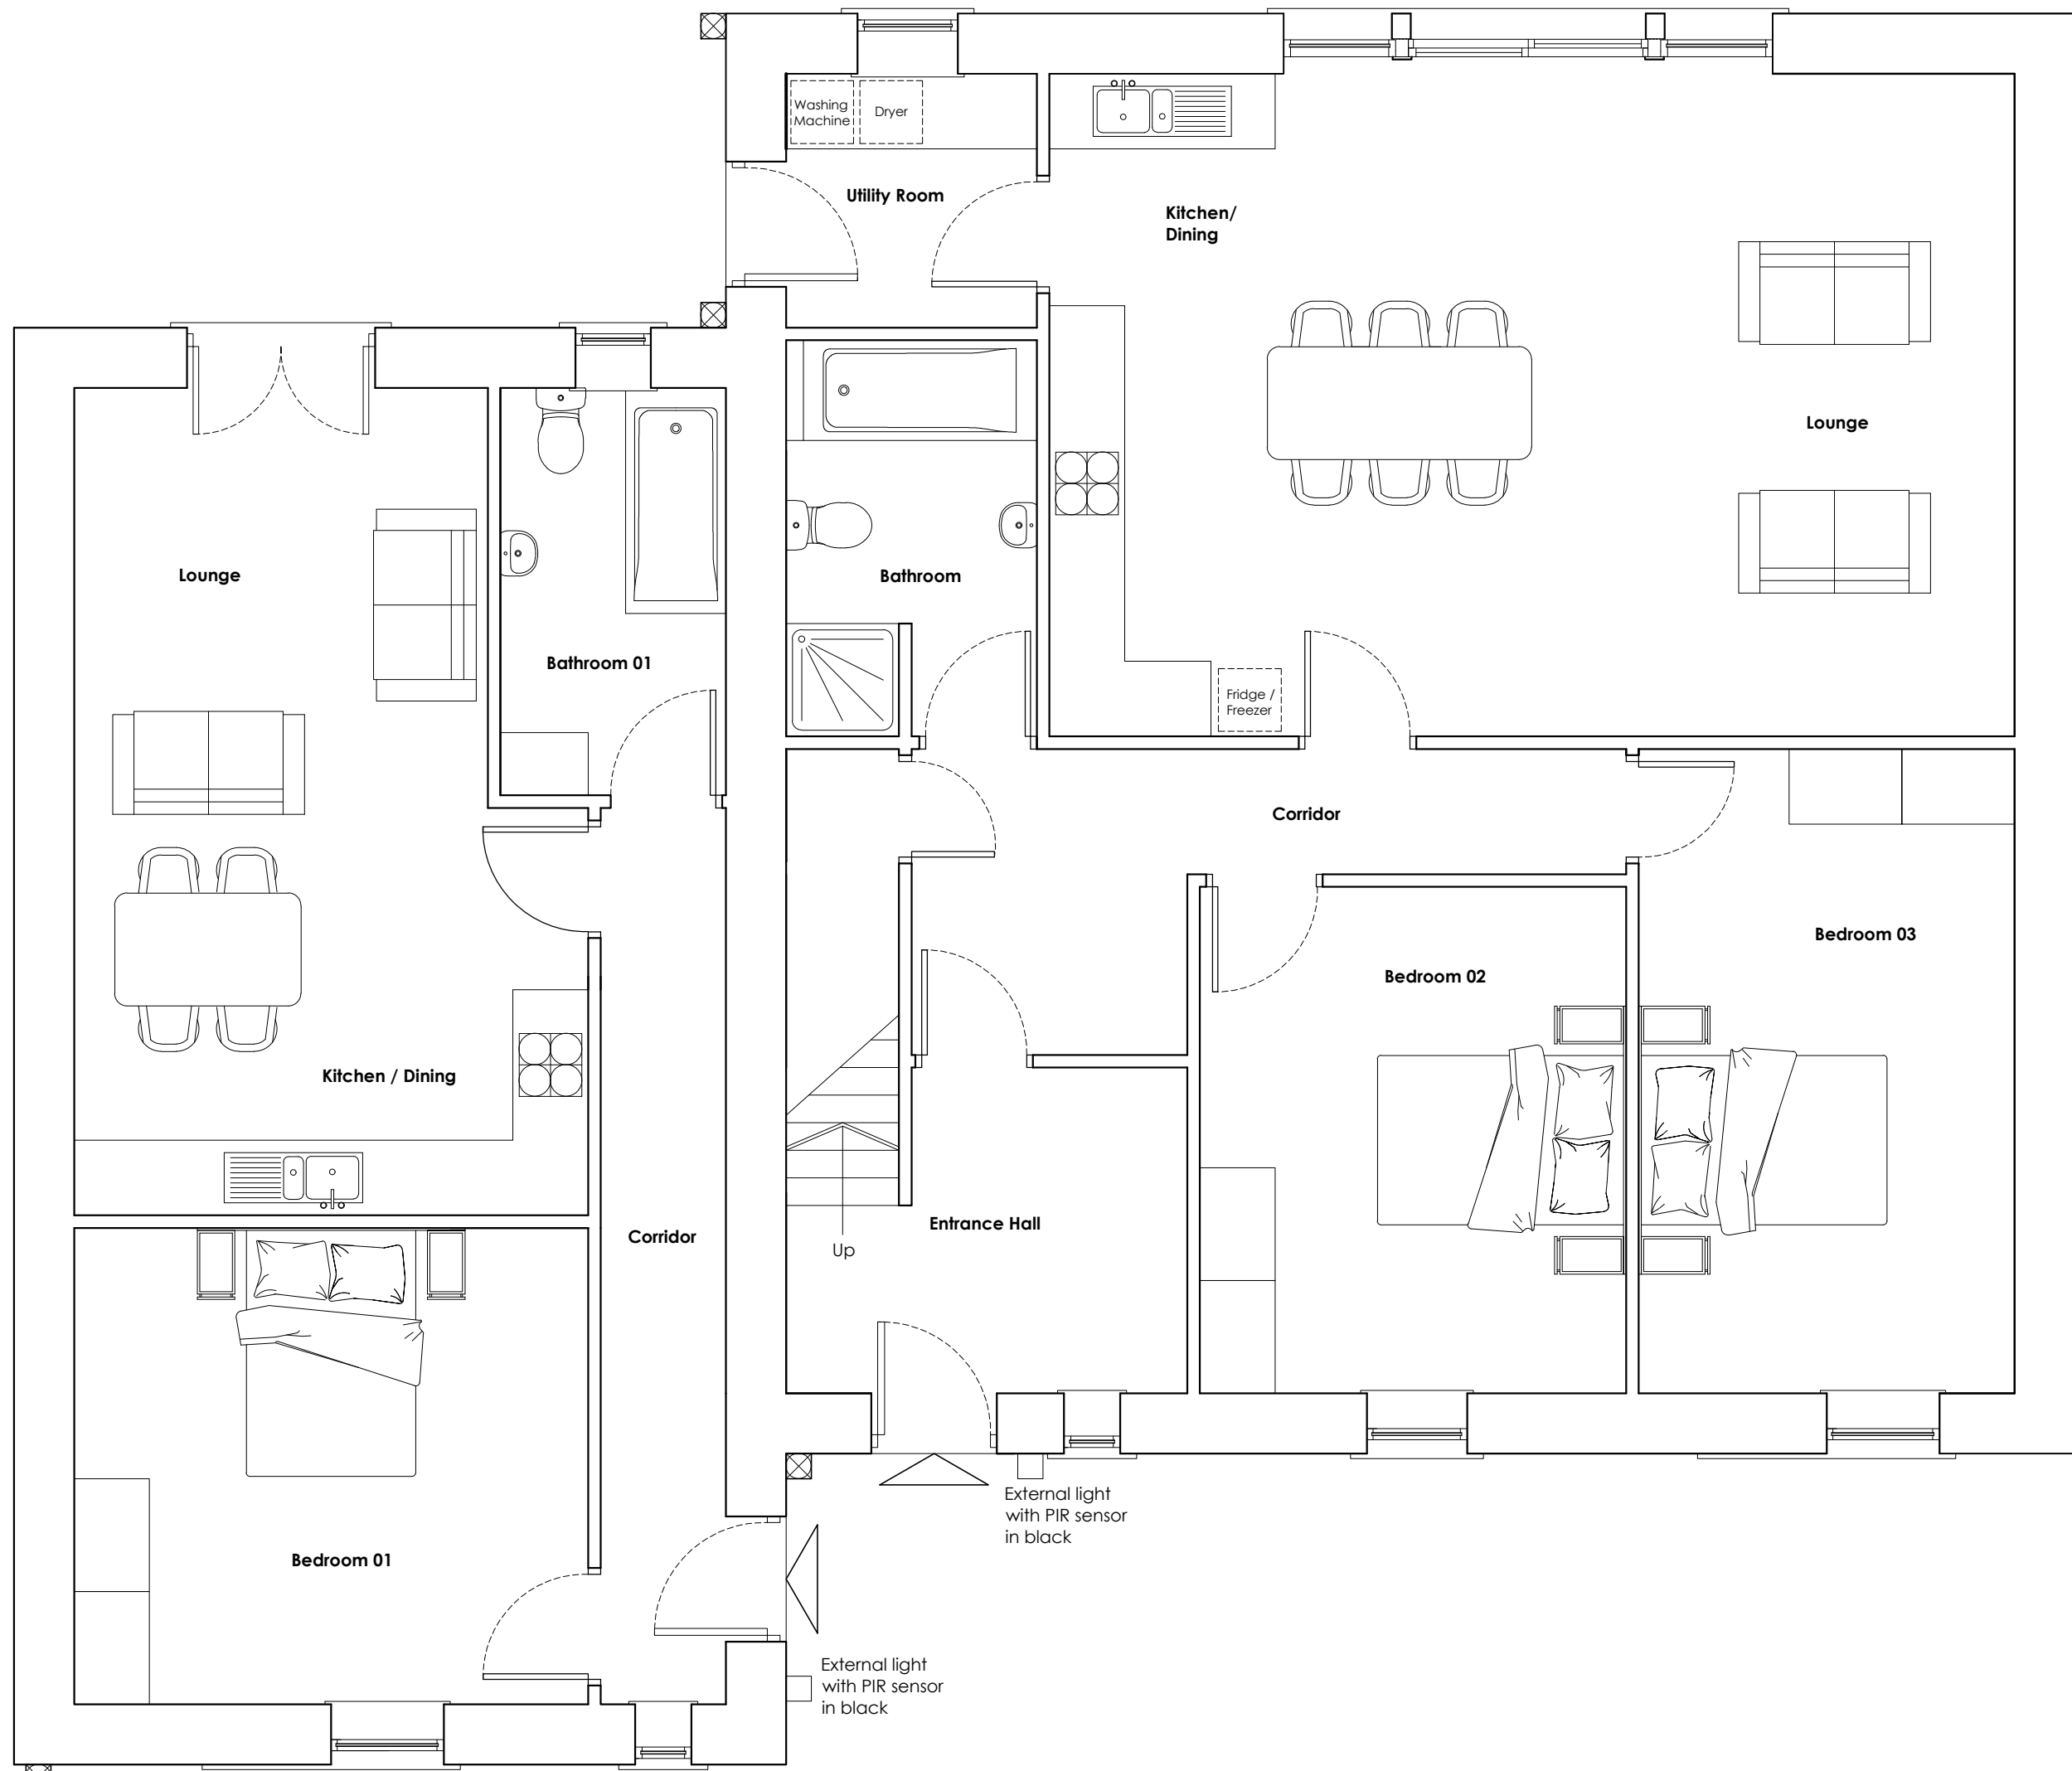 Washing
Machine
Dryer
Utility Room
Kitchen/
Dining
Lounge
Lounge
Bathroom
Bathroom 01
Fridge /
Freezer
Corridor
Bedroom 03
Bedroom 02
Kitchen / Dining
Entrance Hall
Corridor
Up
External light
with PIR sensor
in black
Bedroom 01
External light
with PIR sensor
in black